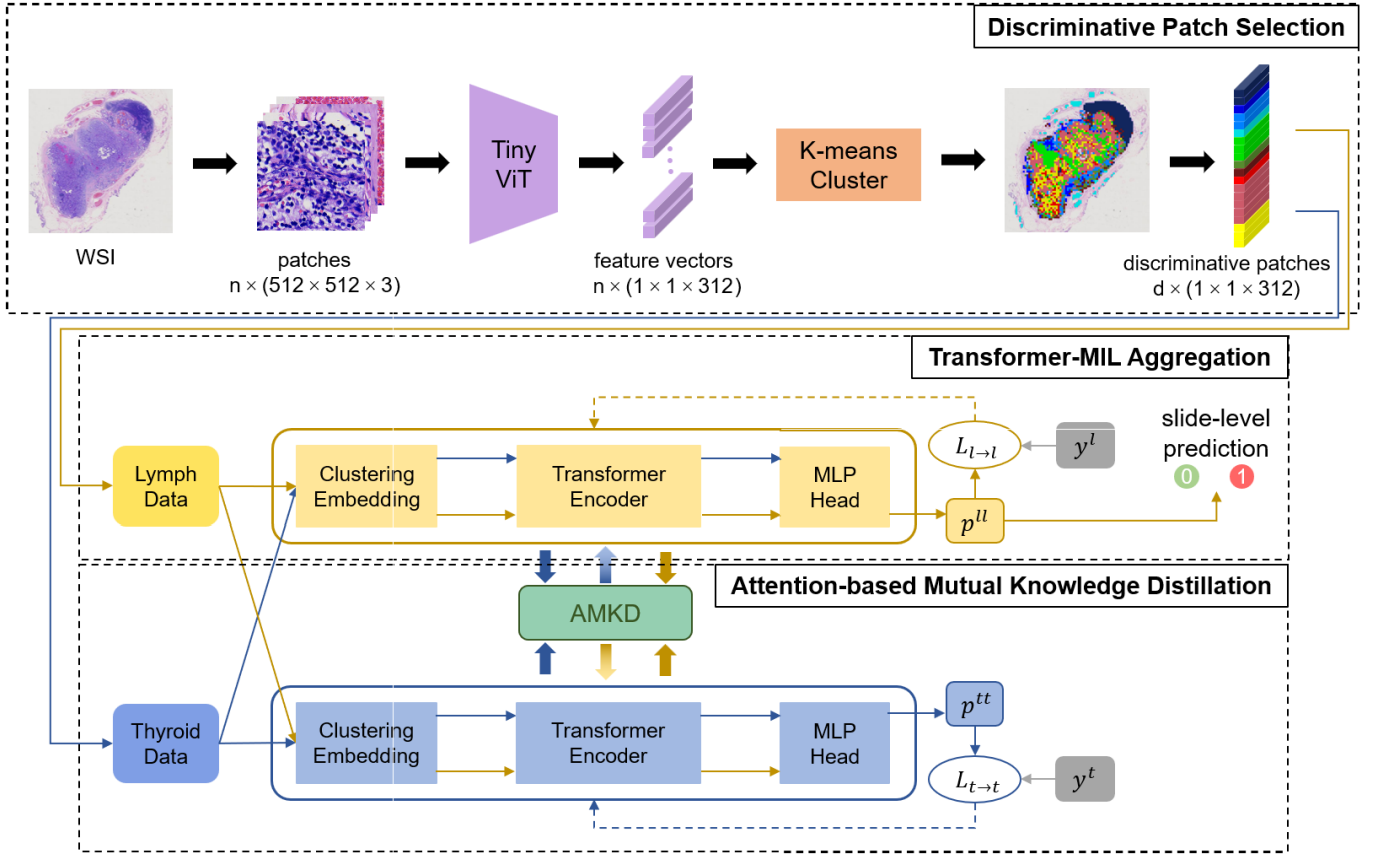 Discriminative Patch Selection
Tiny
ViT
K-means
Cluster
WSI
patches
n × (512 × 512 × 3)
feature vectors
n × (1 × 1 × 312)
discriminative patches
d × (1 × 1 × 312)
Transformer-MIL Aggregation
Lymph
Data
Clustering
Embedding
Transformer
Encoder
MLP
Head
L_{l→l}
y^l
p^{ll}
slide-level
prediction
0 1
Attention-based Mutual Knowledge Distillation
AMKD
Thyroid
Data
Clustering
Embedding
Transformer
Encoder
MLP
Head
p^{tt}
L_{t→t}
y^t